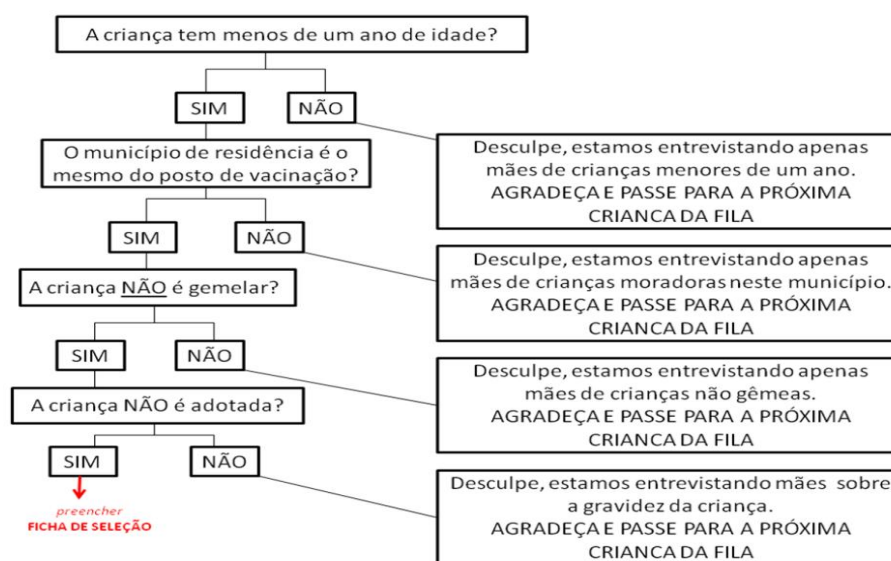 A criança tem menos de um ano de idade?
SIM
NÃO
Desculpe, estamos entrevistando apenas
mães de crianças menores de um ano.
AGRADEÇA E PASSE PARA A PRÓXIMA
CRIANCA DA FILA
O município de residência é o
mesmo do posto de vacinação?
SIM
NÃO
Desculpe, estamos entrevistando apenas
mães de crianças moradoras neste município.
AGRADEÇA E PASSE PARA A PRÓXIMA
CRIANCA DA FILA
A criança NÃO é gemelar?
SIM
NÃO
Desculpe, estamos entrevistando apenas
mães de crianças não gêmeas.
AGRADEÇA E PASSE PARA A PRÓXIMA
CRIANCA DA FILA
A criança NÃO é adotada?
SIM
NÃO
Desculpe, estamos entrevistando mães sobre
a gravidez da criança.
AGRADEÇA E PASSE PARA A PRÓXIMA
CRIANCA DA FILA
preencher
FICHA DE SELEÇÃO